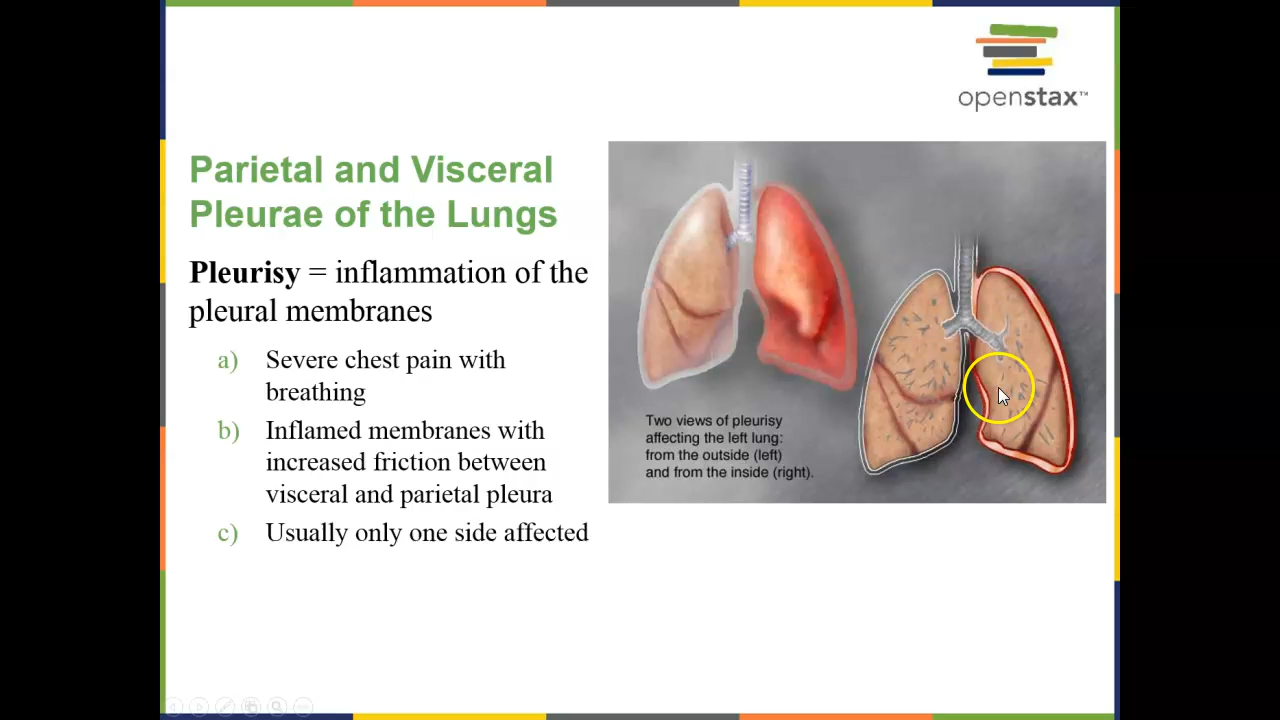 openstax™
Parietal and Visceral
Pleurae of the Lungs
Pleurisy = inflammation of the
pleural membranes
a) Severe chest pain with
breathing
b) Inflamed membranes with
increased friction between
visceral and parietal pleura
c) Usually only one side affected
Two views of pleurisy
affecting the left lung:
from the outside (left)
and from the inside (right).